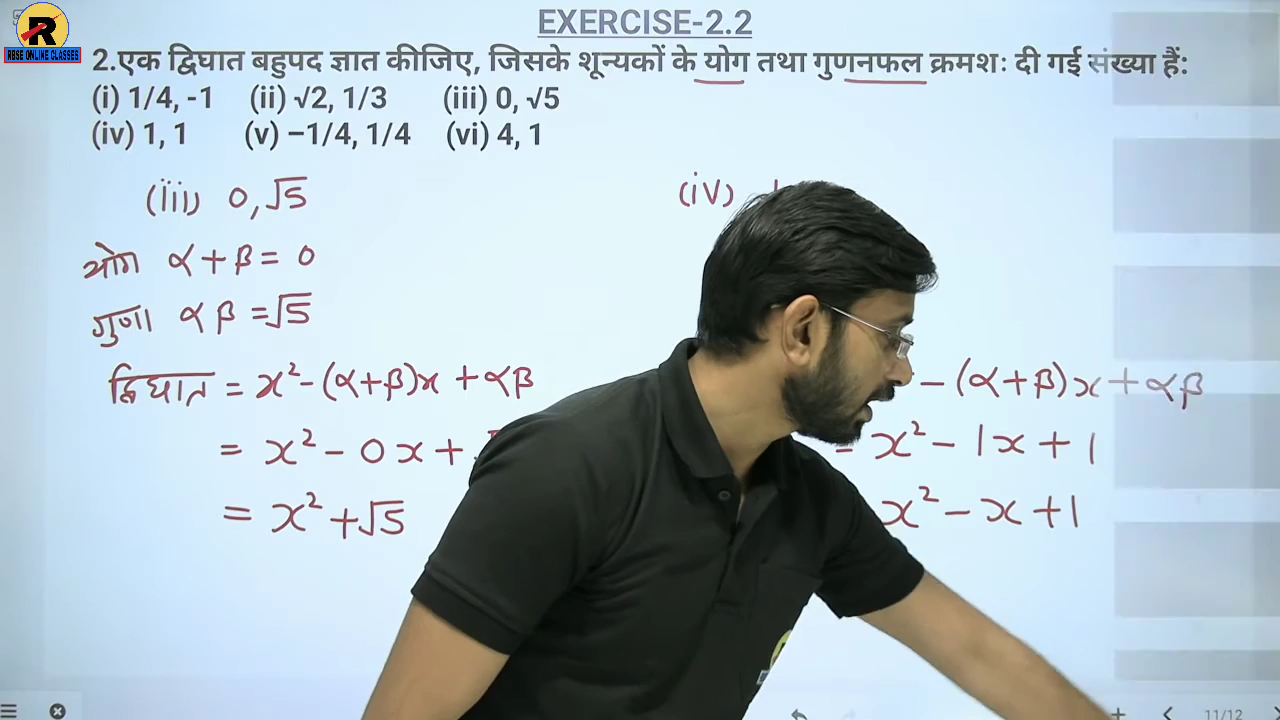 R
RBSE ONLINE CLASSES
EXERCISE-2.2
2.एक द्विघात बहुपद ज्ञात कीजिए, जिसके शून्यकों के योग तथा गुणनफल क्रमशः दी गई संख्या हैं:
(i) 1/4, -1 (ii) √2, 1/3 (iii) 0, √5
(iv) 1, 1 (v) –1/4, 1/4 (vi) 4, 1
(iii) 0, √5
योग α + β = 0
गुणा α β = √5
द्विघात = x² - (α+β)x + αβ
= x² - 0x +
= x² + √5
(iv)
- (α+β)x + αβ
= x² - 1x + 1
x² - x + 1
11/12